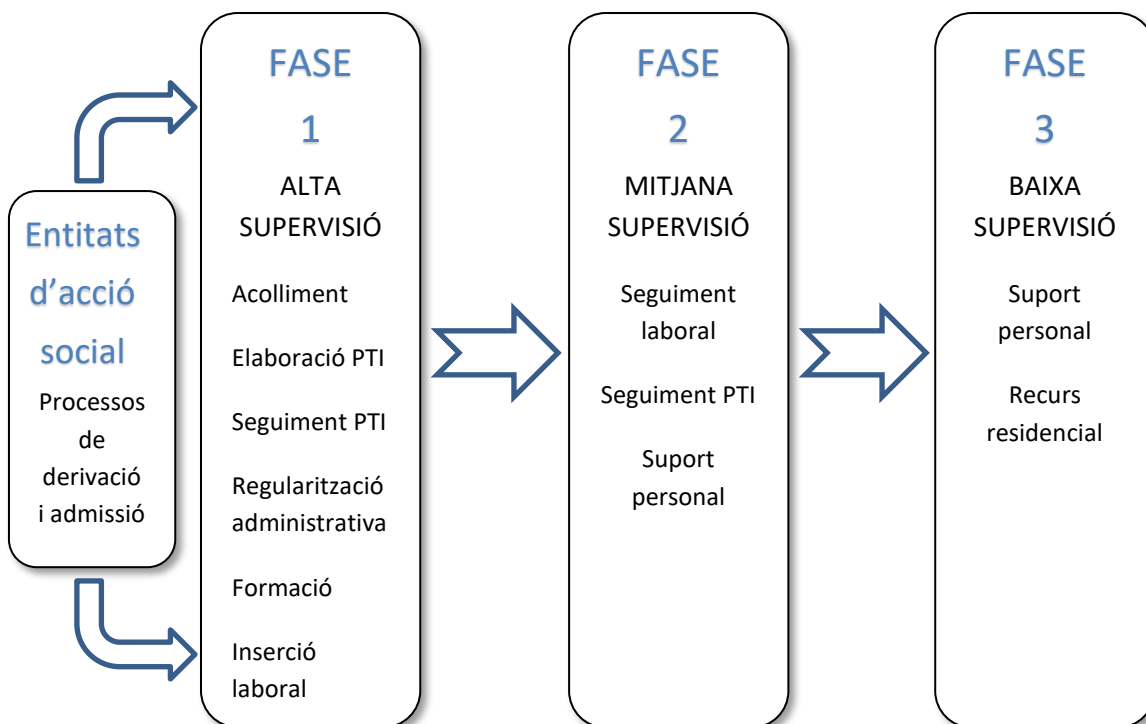 Entitats
d’acció
social
Processos
de
derivació
i admissió
FASE
1
ALTA
SUPERVISIÓ
Acolliment
Elaboració PTI
Seguiment PTI
Regularització
administrativa
Formació
Inserció
laboral
FASE
2
MITJANA
SUPERVISIÓ
Seguiment
laboral
Seguiment PTI
Suport
personal
FASE
3
BAIXA
SUPERVISIÓ
Suport
personal
Recurs
residencial